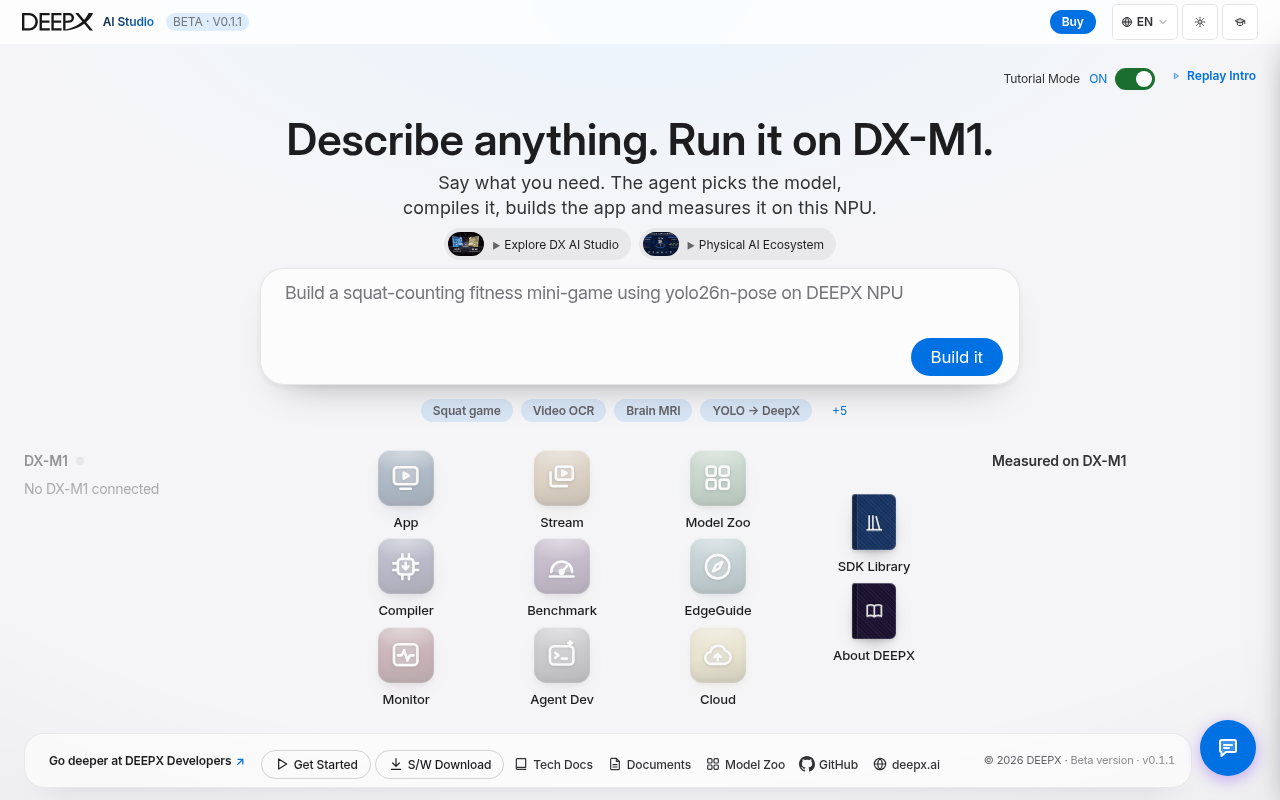 DEEPX AI Studio BETA · V0.1.1
Buy
EN
Tutorial Mode ON
Replay Intro
Describe anything. Run it on DX-M1.
Say what you need. The agent picks the model,
compiles it, builds the app and measures it on this NPU.
Explore DX AI Studio
Physical AI Ecosystem
Build a squat-counting fitness mini-game using yolo26n-pose on DEEPX NPU
Build it
Squat game
Video OCR
Brain MRI
YOLO → DeepX
+5
DX-M1
No DX-M1 connected
App
Stream
Model Zoo
Compiler
Benchmark
EdgeGuide
Monitor
Agent Dev
Cloud
SDK Library
About DEEPX
Measured on DX-M1
Go deeper at DEEPX Developers
Get Started
S/W Download
Tech Docs
Documents
Model Zoo
GitHub
deepx.ai
© 2026 DEEPX · Beta version · v0.1.1